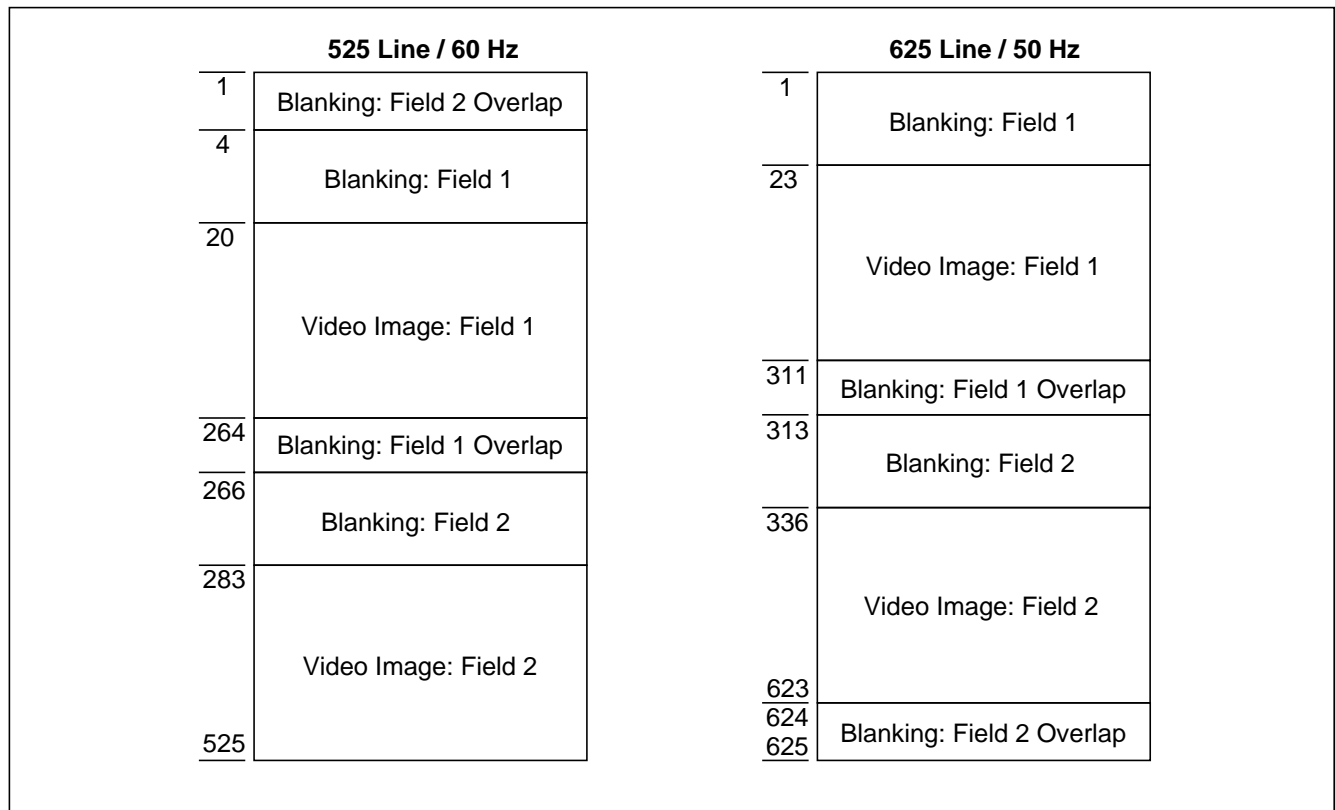 525 Line / 60 Hz
1
Blanking: Field 2 Overlap
4
Blanking: Field 1
20
Video Image: Field 1
264
Blanking: Field 1 Overlap
266
Blanking: Field 2
283
Video Image: Field 2
525
625 Line / 50 Hz
1
Blanking: Field 1
23
Video Image: Field 1
311
Blanking: Field 1 Overlap
313
Blanking: Field 2
336
Video Image: Field 2
623
624
Blanking: Field 2 Overlap
625